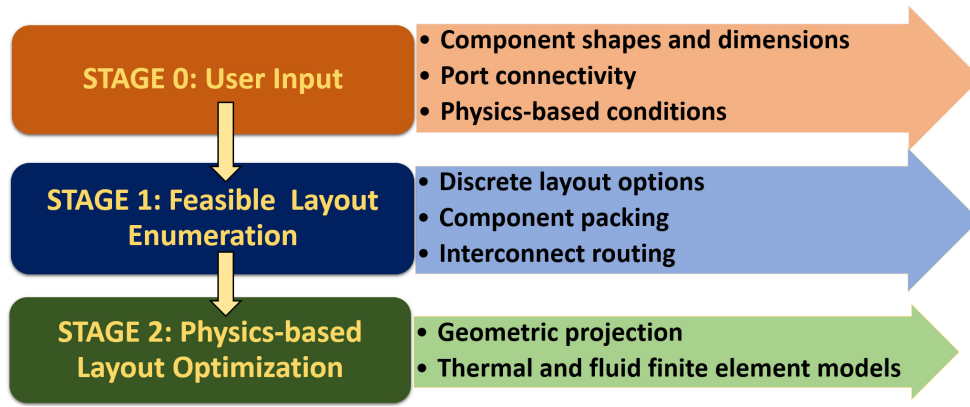 STAGE 0: User Input
• Component shapes and dimensions
• Port connectivity
• Physics-based conditions
STAGE 1: Feasible Layout
Enumeration
• Discrete layout options
• Component packing
• Interconnect routing
STAGE 2: Physics-based
Layout Optimization
• Geometric projection
• Thermal and fluid finite element models